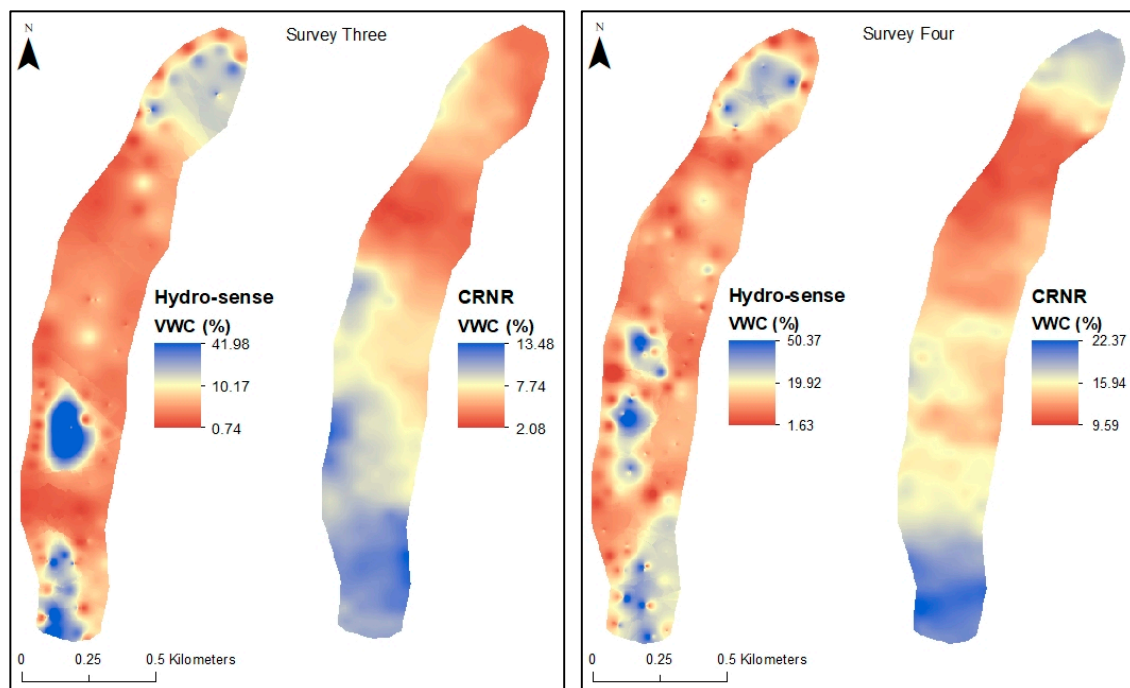 N
Survey Three
Hydro-sense
VWC (%)
41.98
10.17
0.74
CRNR
VWC (%)
13.48
7.74
2.08
0 0.25 0.5 Kilometers
N
Survey Four
Hydro-sense
VWC (%)
50.37
19.92
1.63
CRNR
VWC (%)
22.37
15.94
9.59
0 0.25 0.5 Kilometers